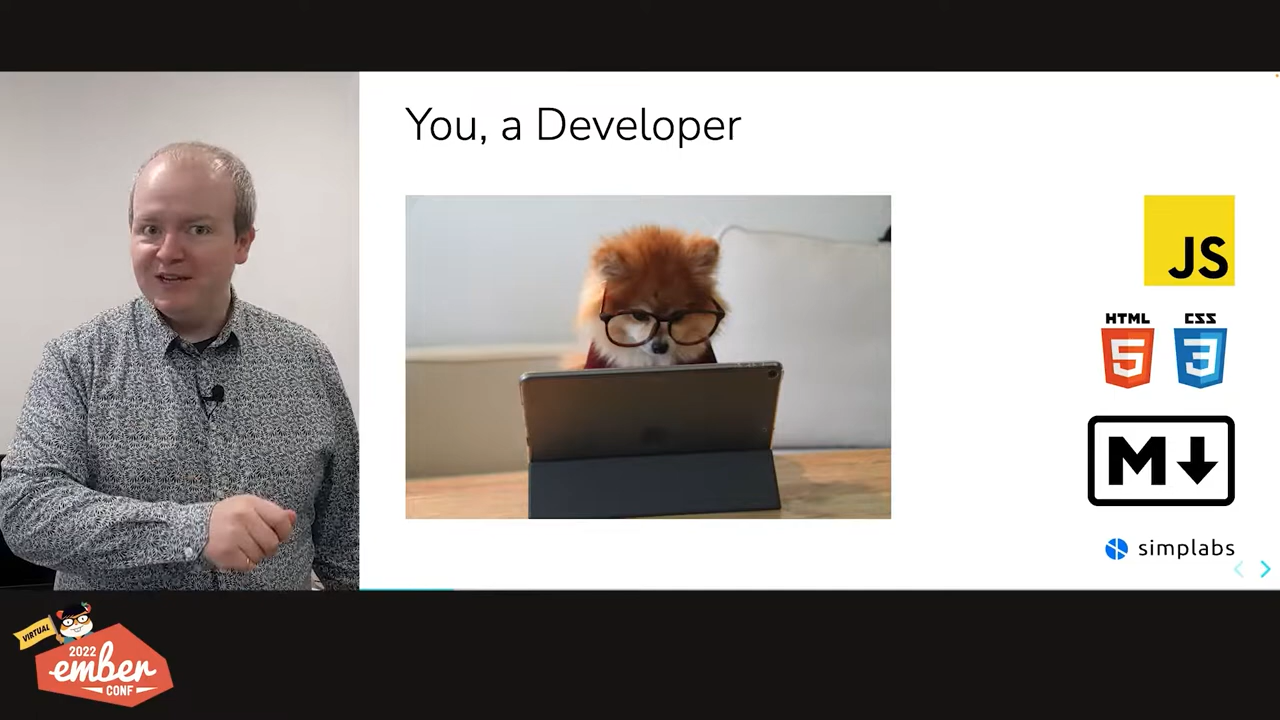 You, a Developer
JS
HTML CSS
5 3
M
simplabs
VIRTUAL
2022
ember
CONF